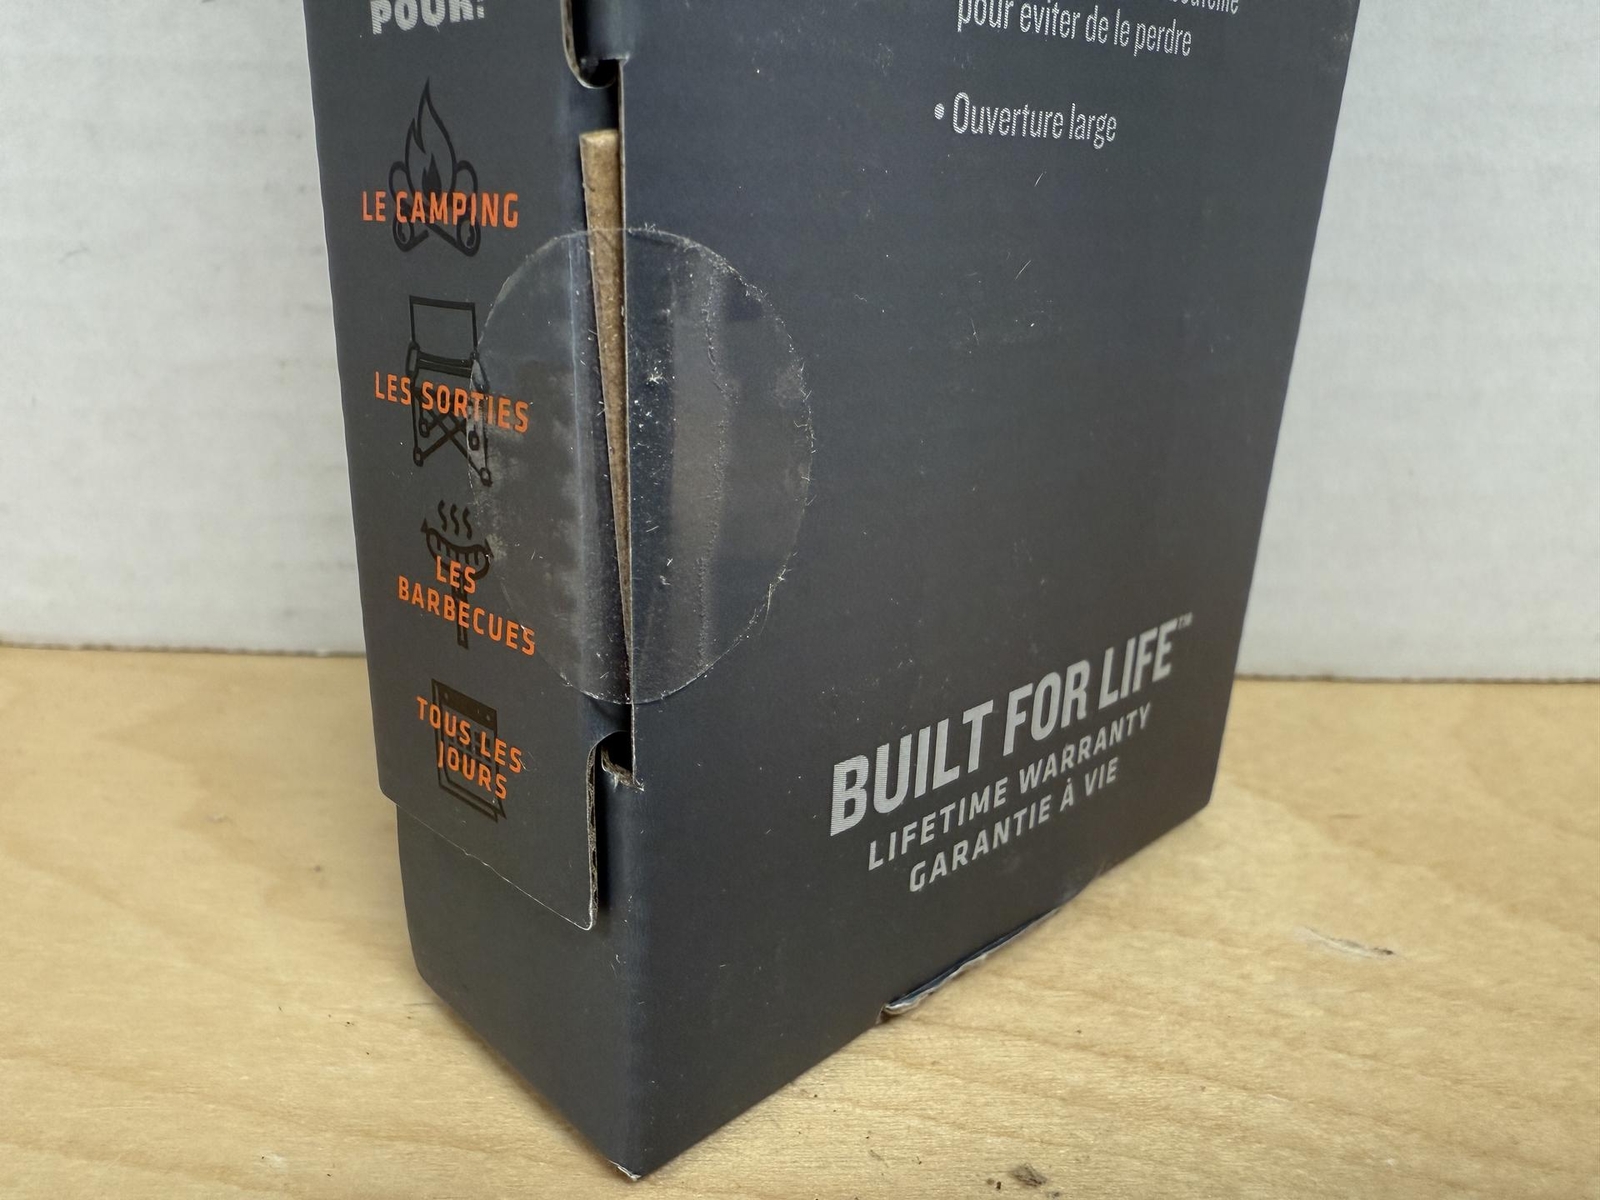 POUR:
LE CAMPING
LES SORTIES
LES
BARBECUES
TOUS LES
JOURS
pour éviter de le perdre
• Ouverture large
BUILT FOR LIFE™
LIFETIME WARRANTY
GARANTIE À VIE